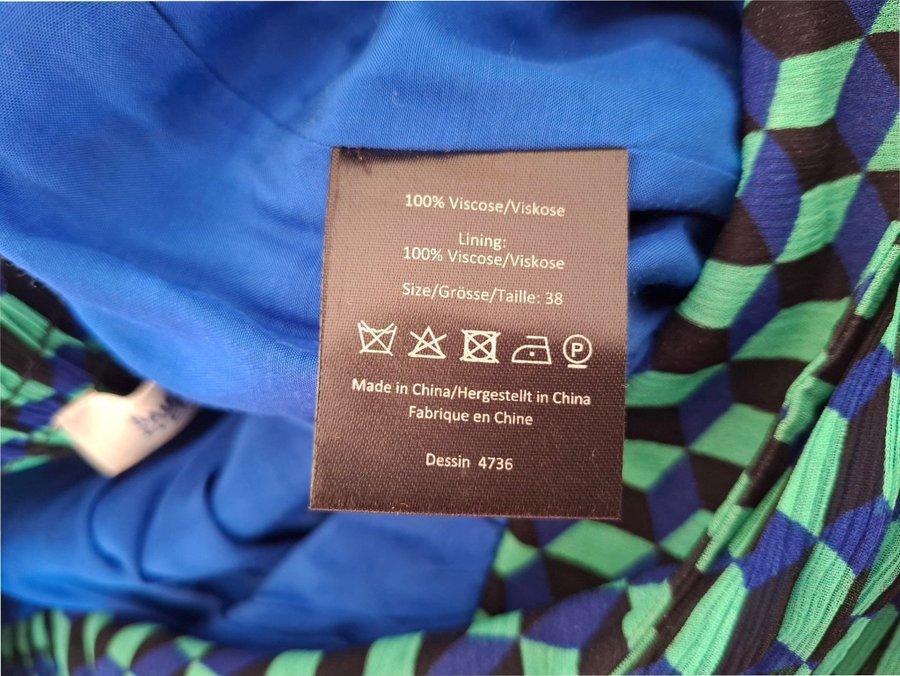 100% Viscose/Viskose
Lining:
100% Viscose/Viskose
Size/Grösse/Taille: 38
P
Made in China/Hergestellt in China
Fabrique en Chine
Dessin 4736